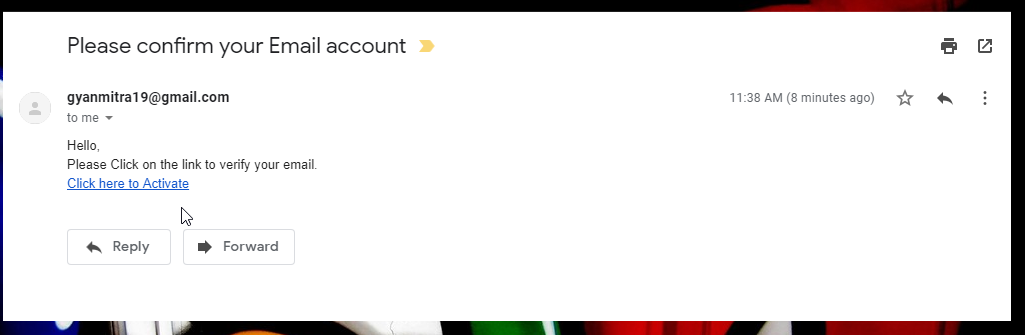 Please confirm your Email account
gyanmitra19@gmail.com
11:38 AM (8 minutes ago)
to me
Hello,
Please Click on the link to verify your email.
Click here to Activate
Reply
Forward